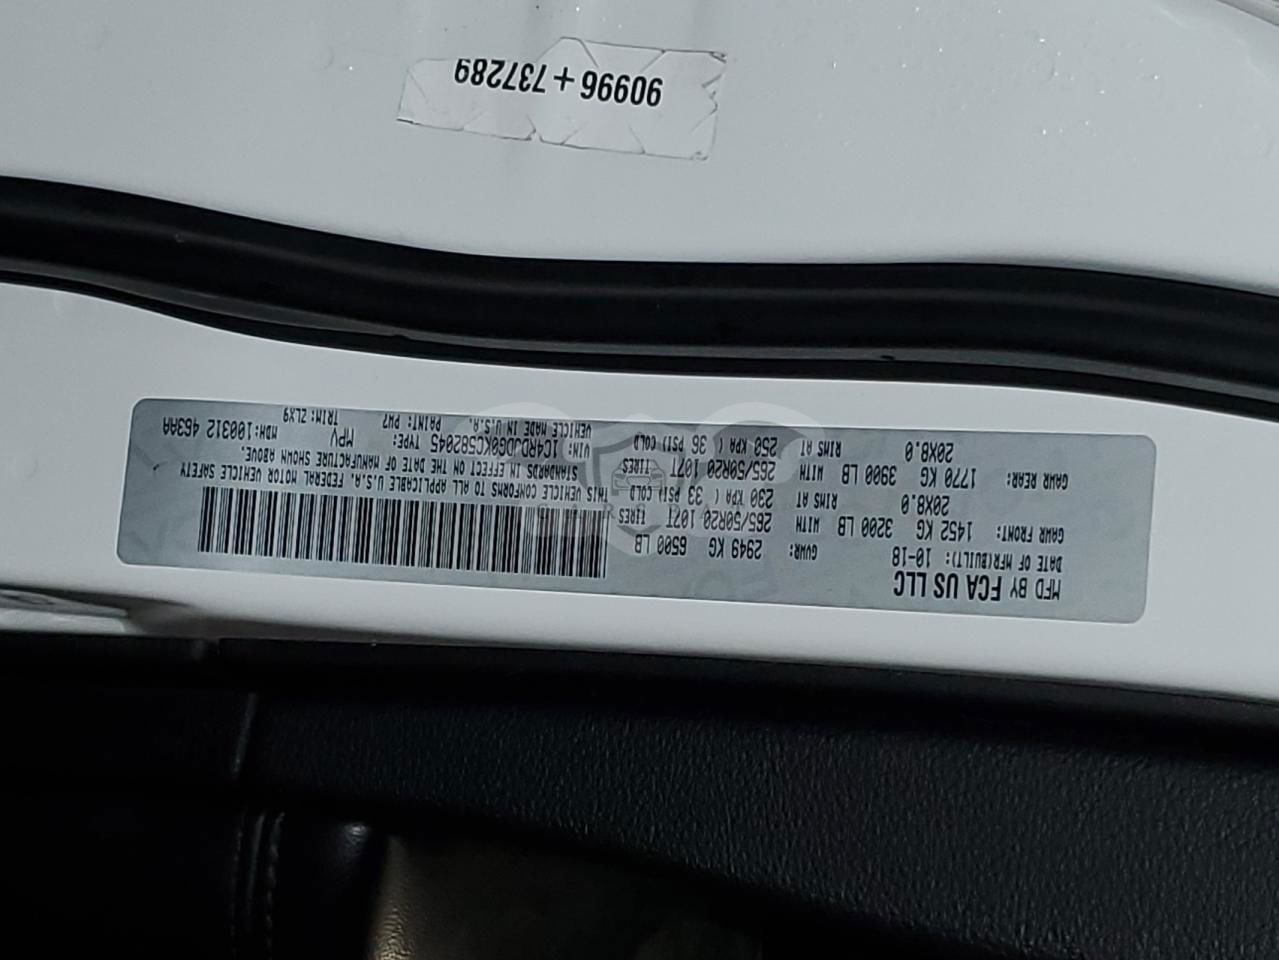 90996+737289
MFD BY FCA US LLC
DATE OF MFR(BUILT): 10-18
GVWR: 2949 KG 6500 LB
GAWR FRONT: 1452 KG 3200 LB WITH 265/50R20 107T TIRES
20X8.0 RIMS AT 230 KPA ( 33 PSI) COLD
GAWR REAR: 1770 KG 3900 LB WITH 265/50R20 107T TIRES
20X8.0 RIMS AT 250 KPA ( 36 PSI) COLD
THIS VEHICLE CONFORMS TO ALL APPLICABLE U.S.A. FEDERAL MOTOR VEHICLE SAFETY
STANDARDS IN EFFECT ON THE DATE OF MANUFACTURE SHOWN ABOVE.
VIN: 1C4RDJDG0KC582045 TYPE: MPV MDH: 100312 463AA
VEHICLE MADE IN U.S.A. PAINT: PW7 TRIM: ZLX9